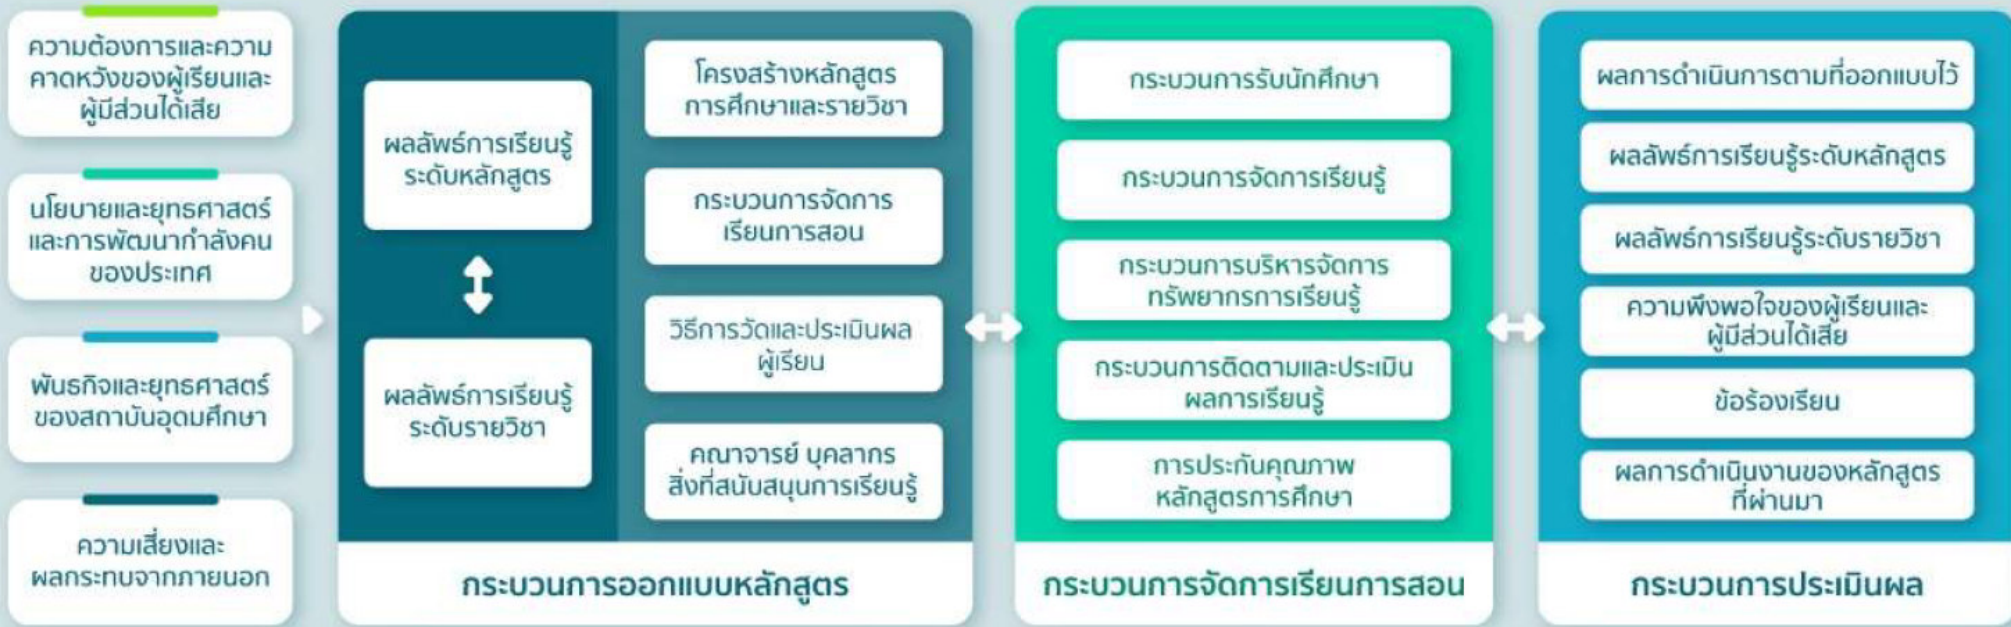 ความต้องการและความ
คาดหวังของผู้เรียนและ
ผู้มีส่วนได้เสีย
นโยบายและยุทธศาสตร์
และการพัฒนากำลังคน
ของประเทศ
พันธกิจและยุทธศาสตร์
ของสถาบันอุดมศึกษา
ความเสี่ยงและ
ผลกระทบจากภายนอก
ผลลัพธ์การเรียนรู้
ระดับหลักสูตร
ผลลัพธ์การเรียนรู้
ระดับรายวิชา
โครงสร้างหลักสูตร
การศึกษาและรายวิชา
กระบวนการจัดการ
เรียนการสอน
วิธีการวัดและประเมินผล
ผู้เรียน
คณาจารย์ บุคลากร
สิ่งที่สนับสนุนการเรียนรู้
กระบวนการออกแบบหลักสูตร
กระบวนการรับนักศึกษา
กระบวนการจัดการเรียนรู้
กระบวนการบริหารจัดการ
ทรัพยากรการเรียนรู้
กระบวนการติดตามและประเมิน
ผลการเรียนรู้
การประกันคุณภาพ
หลักสูตรการศึกษา
กระบวนการจัดการเรียนการสอน
ผลการดำเนินการตามที่ออกแบบไว้
ผลลัพธ์การเรียนรู้ระดับหลักสูตร
ผลลัพธ์การเรียนรู้ระดับรายวิชา
ความพึงพอใจของผู้เรียนและ
ผู้มีส่วนได้เสีย
ข้อร้องเรียน
ผลการดำเนินงานของหลักสูตร
ที่ผ่านมา
กระบวนการประเมินผล